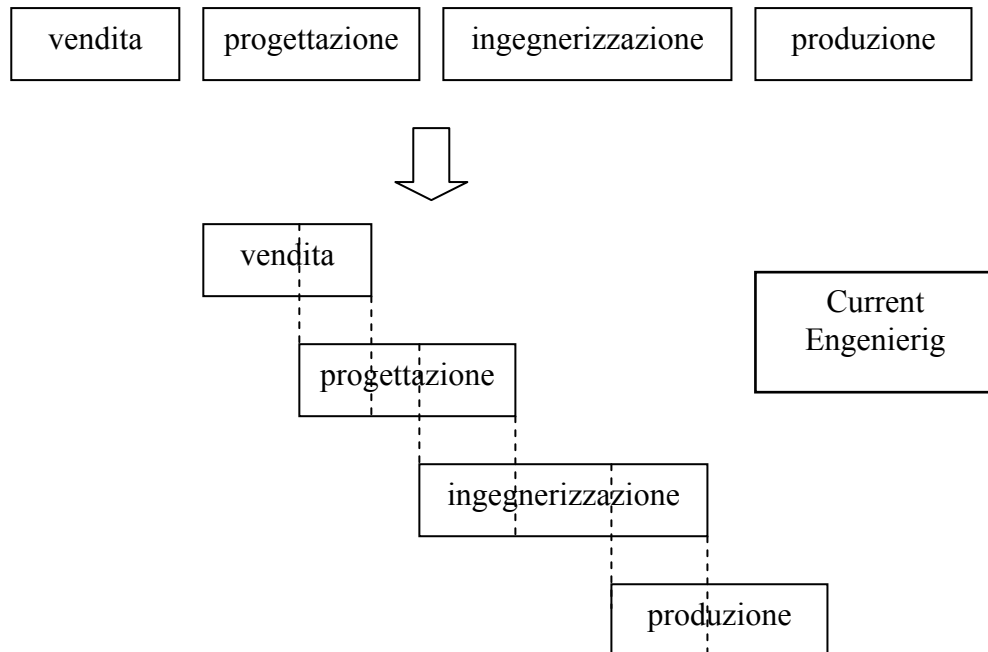 vendita
progettazione
ingegnerizzazione
produzione
vendita
Current
Engenierig
progettazione
ingegnerizzazione
produzione